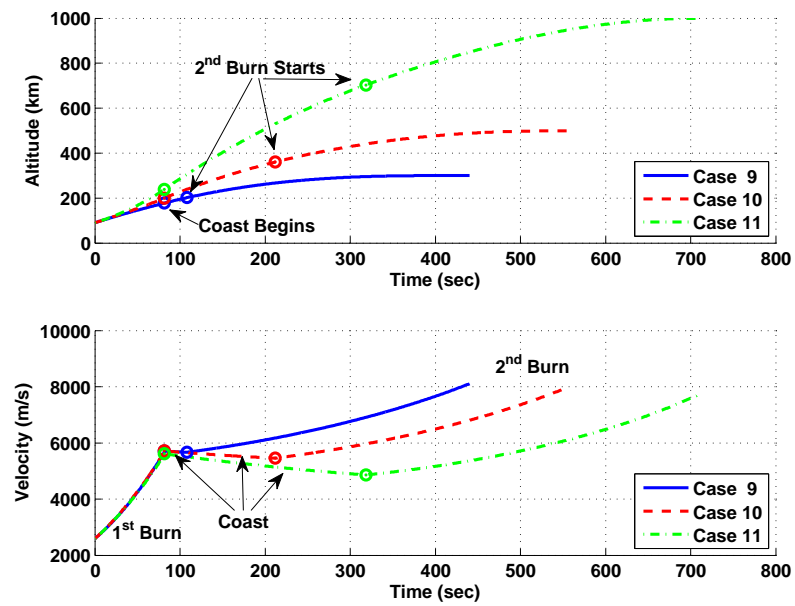 1000
800
600
400
200
0
Altitude (km)
2nd Burn Starts
Coast Begins
Case 9
Case 10
Case 11
0 100 200 300 400 500 600 700 800
Time (sec)
10000
8000
6000
4000
2000
Velocity (m/s)
2nd Burn
1st Burn
Coast
Case 9
Case 10
Case 11
0 100 200 300 400 500 600 700 800
Time (sec)